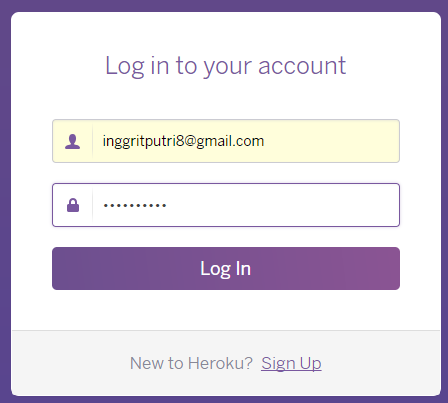 Log in to your account
inggritputri8@gmail.com
••••••••••
Log In
New to Heroku? Sign Up